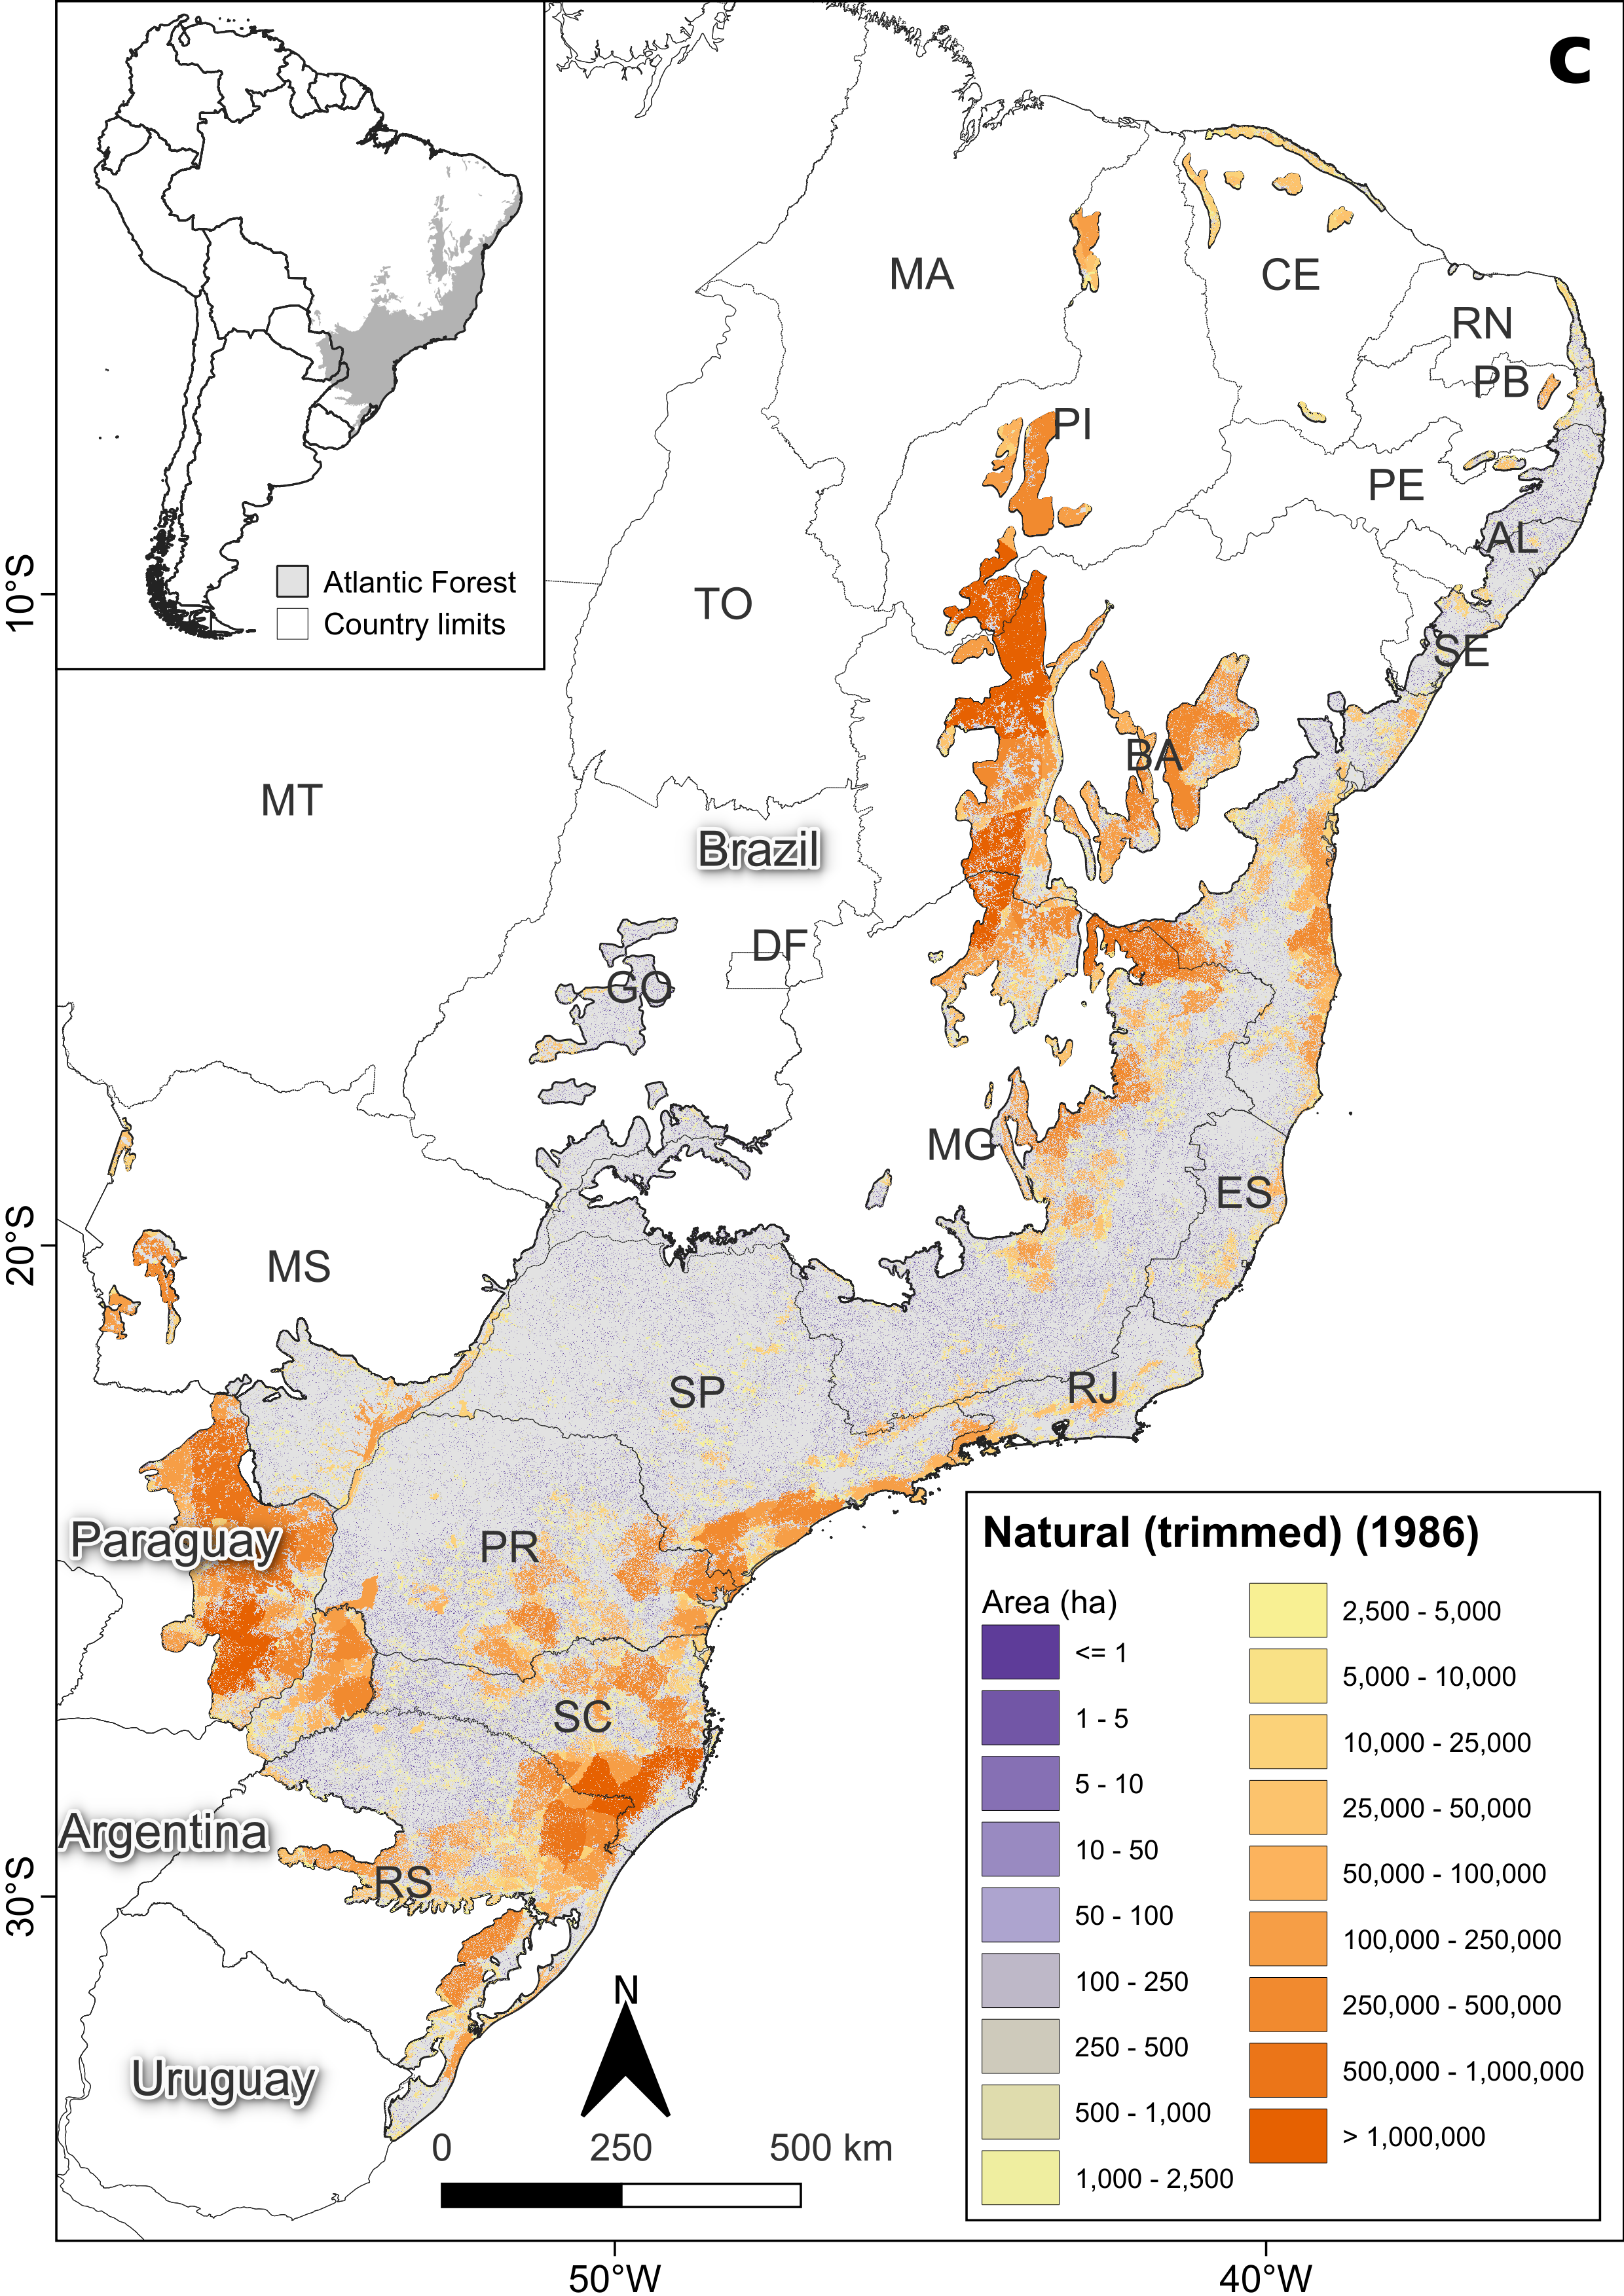 c
Atlantic Forest
Country limits
MA
CE
RN
PB
PI
PE
AL
TO
SE
BA
MT
Brazil
DF
GO
MG
ES
MS
SP
RJ
Paraguay
PR
SC
Argentina
RS
Uruguay
N
0 250 500 km
10°S
20°S
30°S
50°W
40°W
Natural (trimmed) (1986)
Area (ha)
<= 1
1 - 5
5 - 10
10 - 50
50 - 100
100 - 250
250 - 500
500 - 1,000
1,000 - 2,500
2,500 - 5,000
5,000 - 10,000
10,000 - 25,000
25,000 - 50,000
50,000 - 100,000
100,000 - 250,000
250,000 - 500,000
500,000 - 1,000,000
> 1,000,000